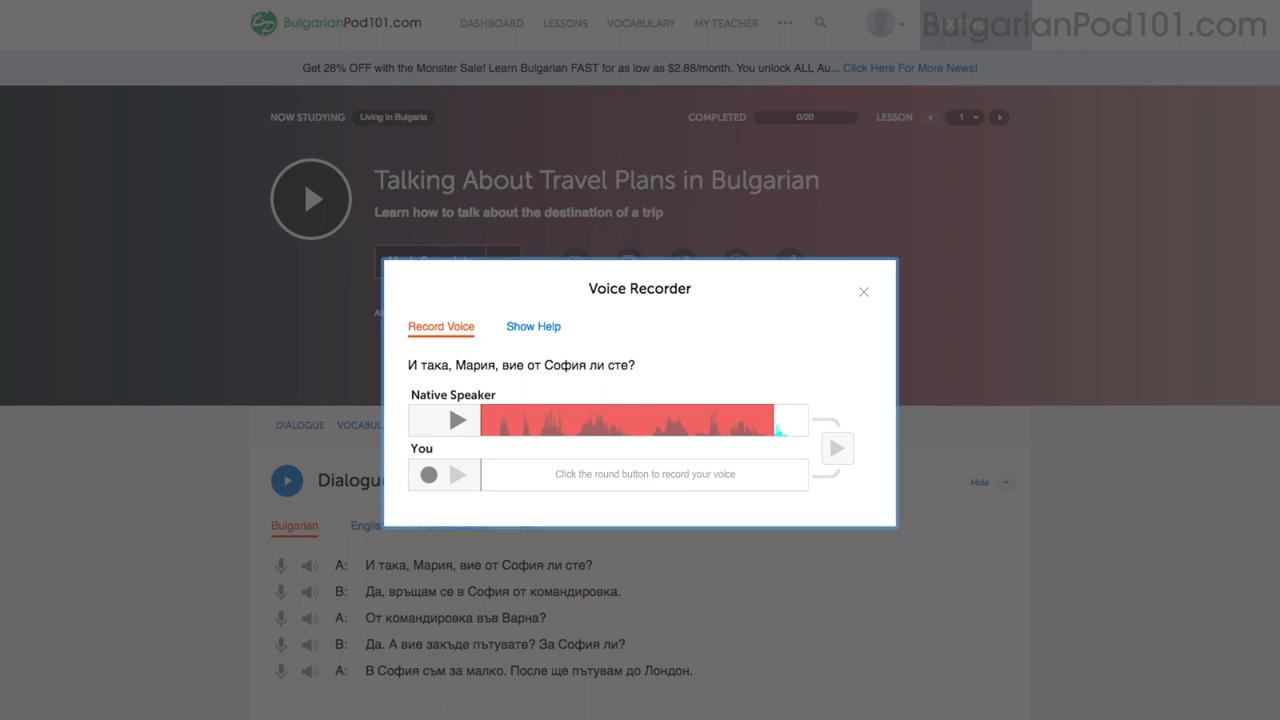 BulgarianPod101.com DASHBOARD LESSONS VOCABULARY MY TEACHER ••• BulgarianPod101.com
Get 28% OFF with the Monster Sale! Learn Bulgarian FAST for as low as $2.88/month. You unlock ALL Au... Click Here For More News!
NOW STUDYING Living in Bulgaria COMPLETED 0/20 LESSON 1
Talking About Travel Plans in Bulgarian
Learn how to talk about the destination of a trip
Voice Recorder
Record Voice Show Help
И така, Мария, вие от София ли сте?
Native Speaker
You
Click the round button to record your voice
DIALOGUE
Hide
Bulgarian
A: И така, Мария, вие от София ли сте?
B: Да, връщам се в София от командировка.
A: От командировка във Варна?
B: Да. А вие закъде пътувате? За София ли?
A: В София съм за малко. После ще пътувам до Лондон.